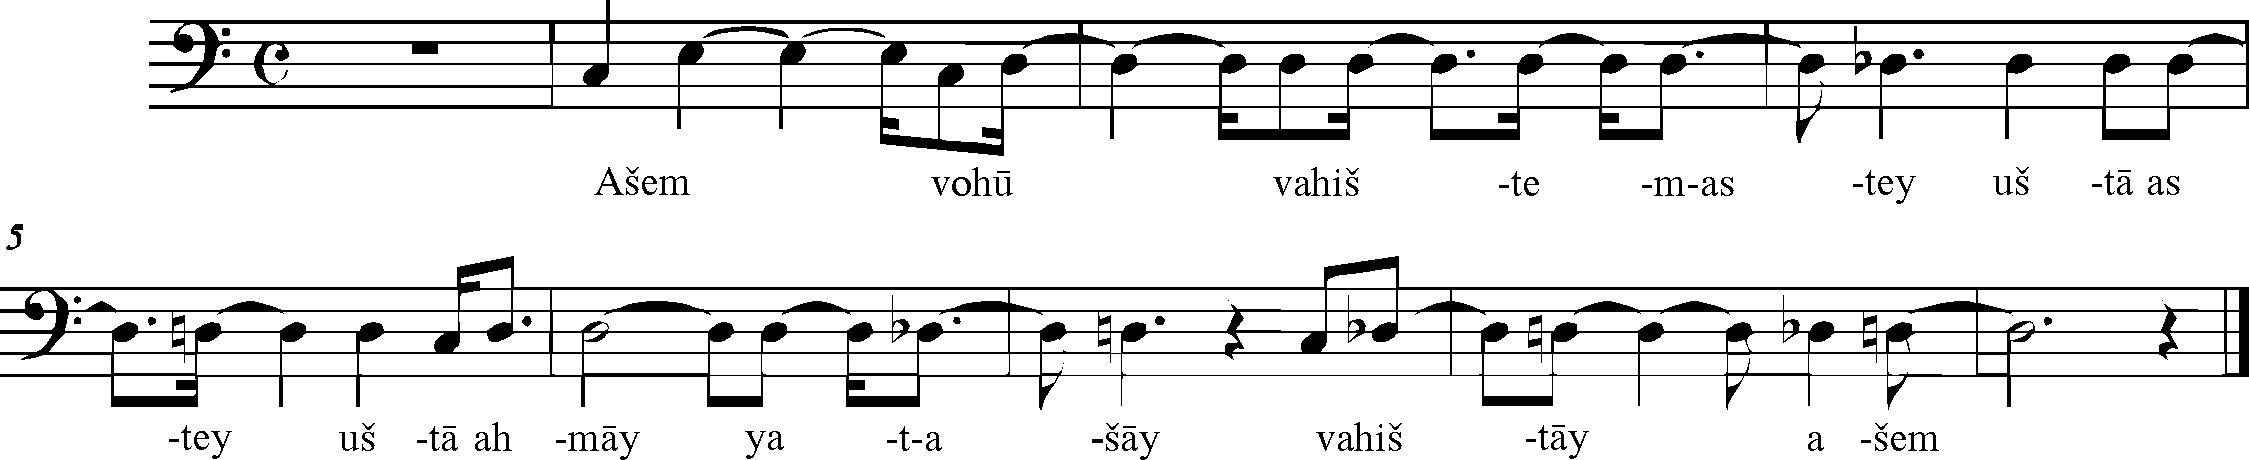 Ašem vohū vahiš -te -m-as -tey uš -tā as
5
-tey uš -tā ah -māy ya -t-a -šāy vahiš -tāy a -šem